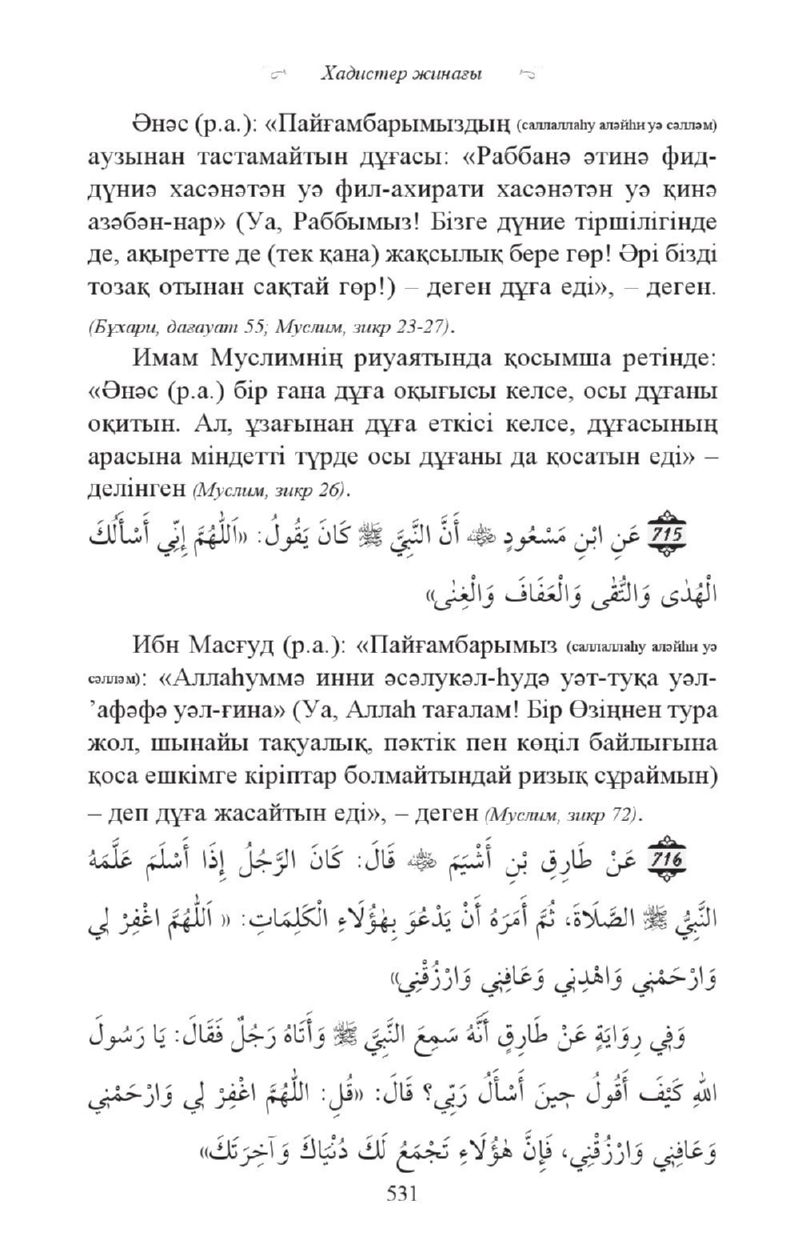 Хадистер жинағы
Әнәс (р.а.): «Пайғамбарымыздың (саллаллаһу аләйһи уә сәлләм)
аузынан тастамайтын дұғасы: «Раббанә әтинә фид-
дүниә хасәнәтән уә фил-ахирати хасәнәтән уә қинә
азәбән-нар» (Уа, Раббымыз! Бізге дүние тіршілігінде
де, ақыретте де (тек қана) жақсылық бере гөр! Әрі бізді
тозақ отынан сақтай гөр!) – деген дұға еді», – деген.
(Бұхари, дағауат 55; Муслим, зикр 23-27).
Имам Муслимнің риуаятында қосымша ретінде:
«Әнәс (р.а.) бір ғана дұға оқығысы келсе, осы дұғаны
оқитын. Ал, ұзағынан дұға еткісі келсе, дұғасының
арасына міндетті түрде осы дұғаны да қосатын еді» –
делінген (Муслим, зикр 26).
715 عَنِ ابْنِ مَسْعُودٍ ﷺ أَنَّ النَّبِيَّ ﷺ كَانَ يَقُولُ: «اَللّٰهُمَّ إِنِّي أَسْأَلُكَ
الْهُدٰى وَالتُّقٰى وَالْعَفَافَ وَالْغِنٰى»
Ибн Масғуд (р.а.): «Пайғамбарымыз (саллаллаһу аләйһи уә
сәлләм): «Аллаһуммә инни әсәлукәл-һудә уәт-туқа уәл-
’афәфә уәл-ғина» (Уа, Аллаһ тағалам! Бір Өзіңнен тура
жол, шынайы тақуалық, пәктік пен көңіл байлығына
қоса ешкімге кіріптар болмайтындай ризық сұраймын)
– деп дұға жасайтын еді», – деген (Муслим, зикр 72).
716 عَنْ طَارِقِ بْنِ أَشْيَمَ قَالَ: كَانَ الرَّجُلُ إِذَا أَسْلَمَ عَلَّمَهُ
النَّبِيُّ ﷺ الصَّلَاةَ، ثُمَّ أَمَرَهُ أَنْ يَدْعُوَ بِهٰؤُلَاءِ الْكَلِمَاتِ: « اَللّٰهُمَّ اغْفِرْ لِي
وَارْحَمْنِي وَاهْدِنِي وَعَافِنِي وَارْزُقْنِي»
وَفِي رِوَايَةٍ عَنْ طَارِقٍ أَنَّهُ سَمِعَ النَّبِيَّ ﷺ وَأَتَاهُ رَجُلٌ فَقَالَ: يَا رَسُولَ
اللهِ كَيْفَ أَقُولُ حِينَ أَسْأَلُ رَبِّي؟ قَالَ: «قُلِ: اللّٰهُمَّ اغْفِرْ لِي وَارْحَمْنِي
وَعَافِنِي وَارْزُقْنِي، فَإِنَّ هٰؤُلَاءِ تَجْمَعُ لَكَ دُنْيَاكَ وَآخِرَتَكَ»
531